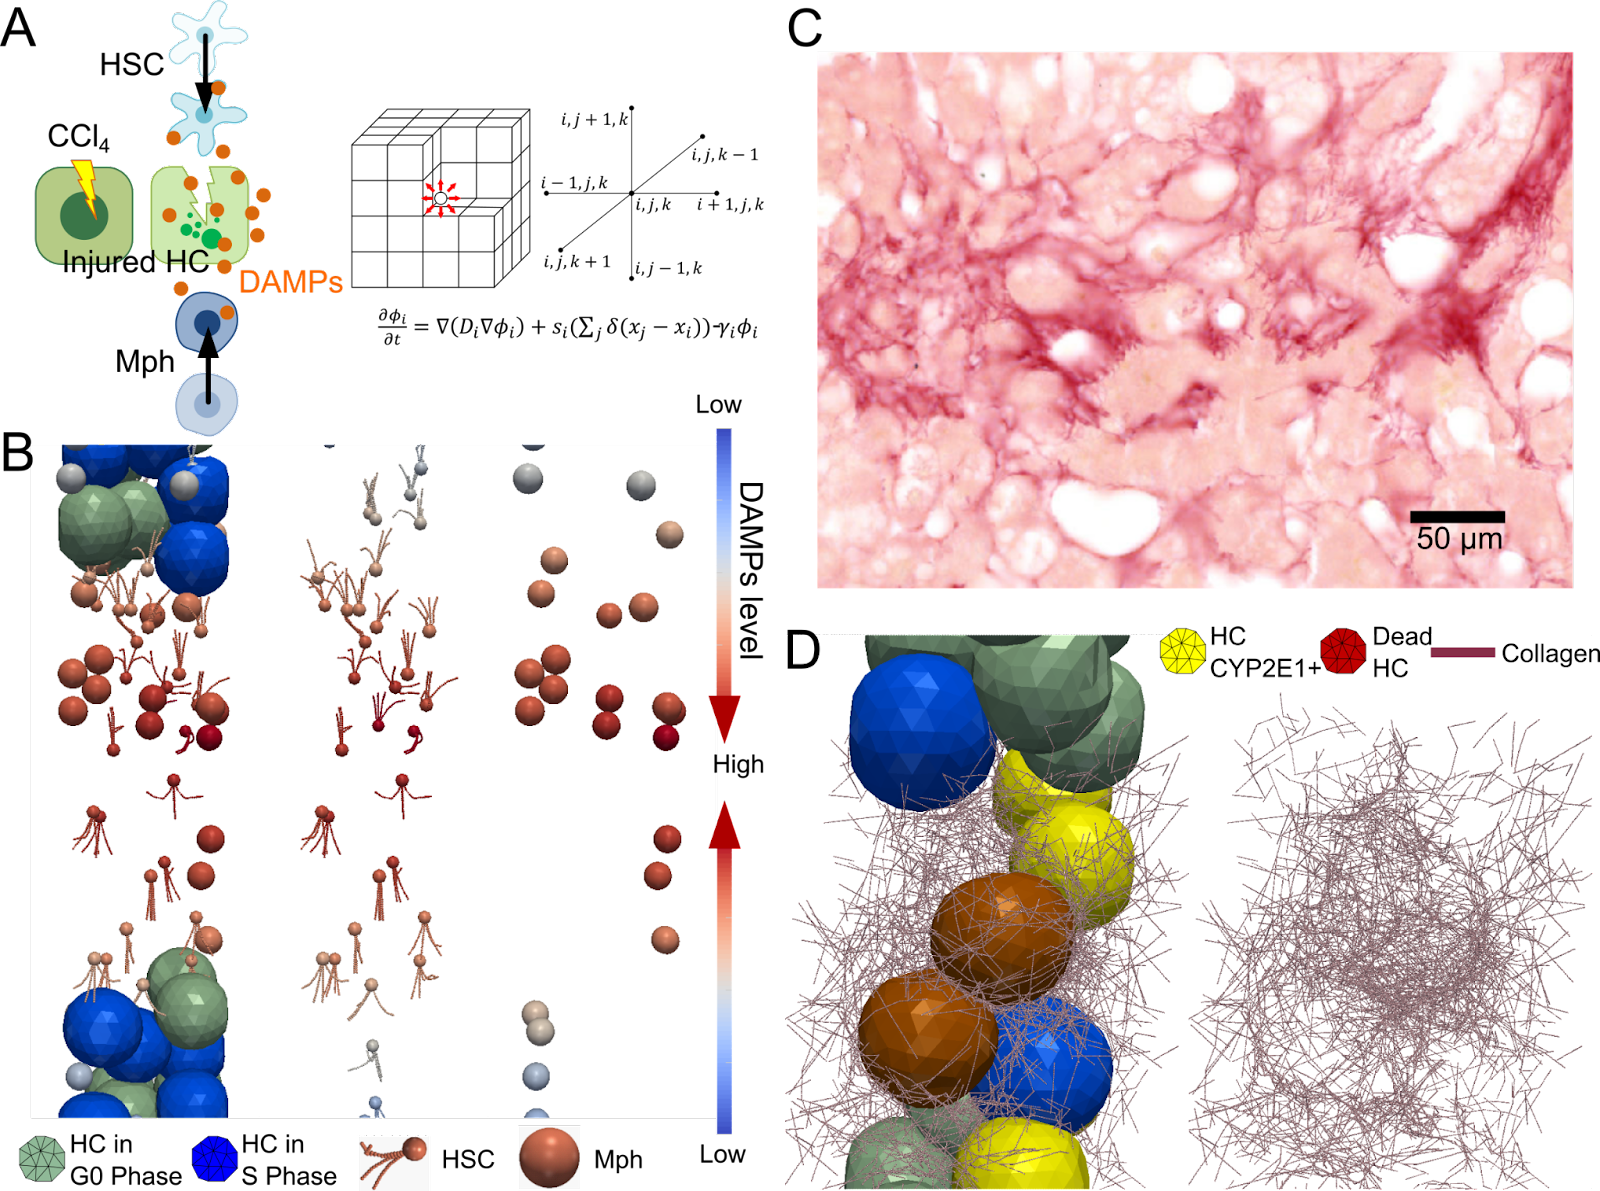 A
HSC
CCl₄
Injured HC
DAMPs
Mph
i, j + 1, k
i, j, k − 1
i − 1, j, k
i, j, k
i + 1, j, k
i, j, k + 1
i, j − 1, k
∂ϕᵢ/∂t = ∇(Dᵢ∇ϕᵢ) + sᵢ(∑ⱼ δ(xⱼ − xᵢ))-γᵢϕᵢ
B
Low
DAMPs level
High
Low
HC in
G0 Phase
HC in
S Phase
HSC
Mph
C
50 µm
D
HC
CYP2E1+
Dead
HC
Collagen